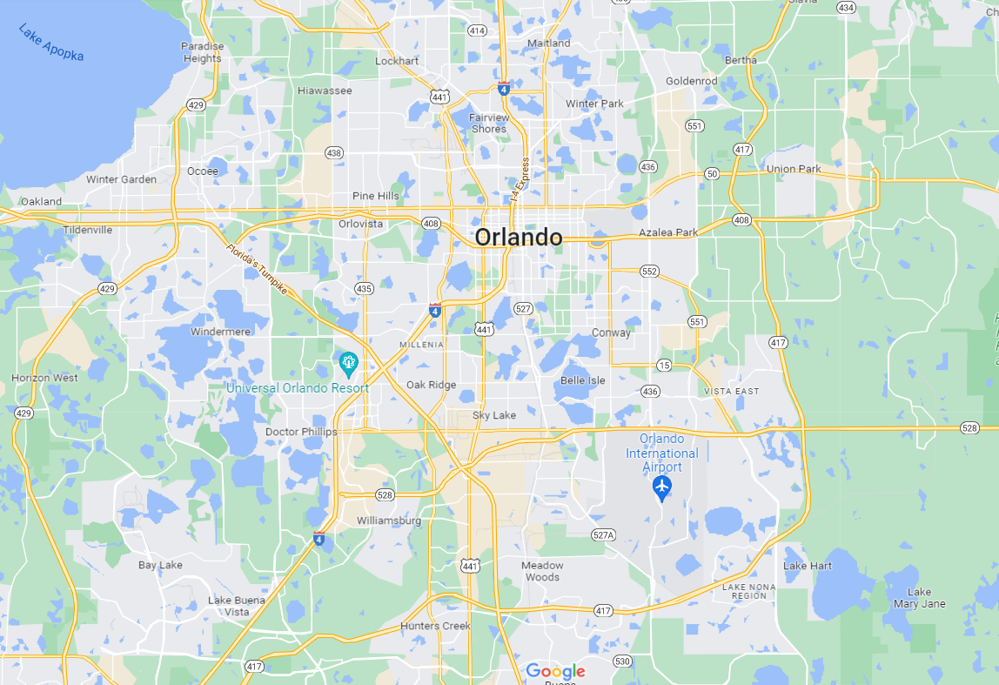 Slavia
434
Lake Apopka
Paradise
Heights
414
Maitland
Lockhart
Bertha
Hiawassee
441
4
Goldenrod
429
Winter Park
Fairview
Shores
551
438
417
436
Ocoee
Winter Garden
I-4 Express
50
Union Park
Oakland
Pine Hills
Tildenville
Orlovista
408
408
Orlando
Azalea Park
Florida's Turnpike
429
435
552
4
527
Windermere
441
551
Conway
MILLENIA
417
15
Universal Orlando Resort
Horizon West
Oak Ridge
Belle Isle
436
VISTA EAST
429
Sky Lake
Doctor Phillips
528
Orlando
International
Airport
528
Williamsburg
4
527A
441
Bay Lake
Meadow
Woods
Lake Hart
LAKE NONA
REGION
Lake
Mary Jane
Lake Buena
Vista
417
Hunters Creek
417
530
Google